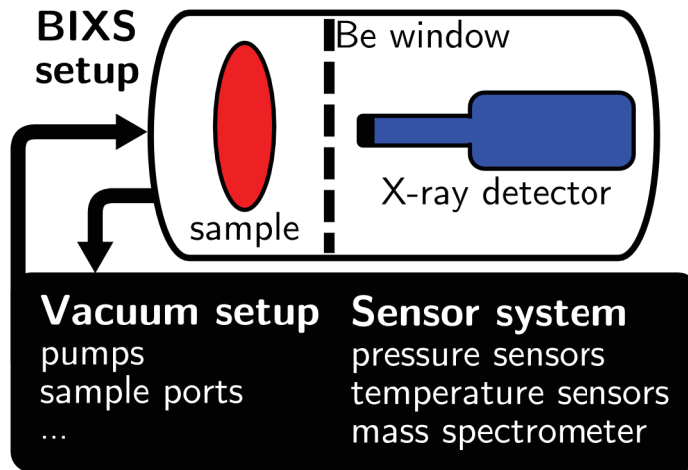 BIXS
setup
Be window
X-ray detector
sample
Vacuum setup
pumps
sample ports
...
Sensor system
pressure sensors
temperature sensors
mass spectrometer